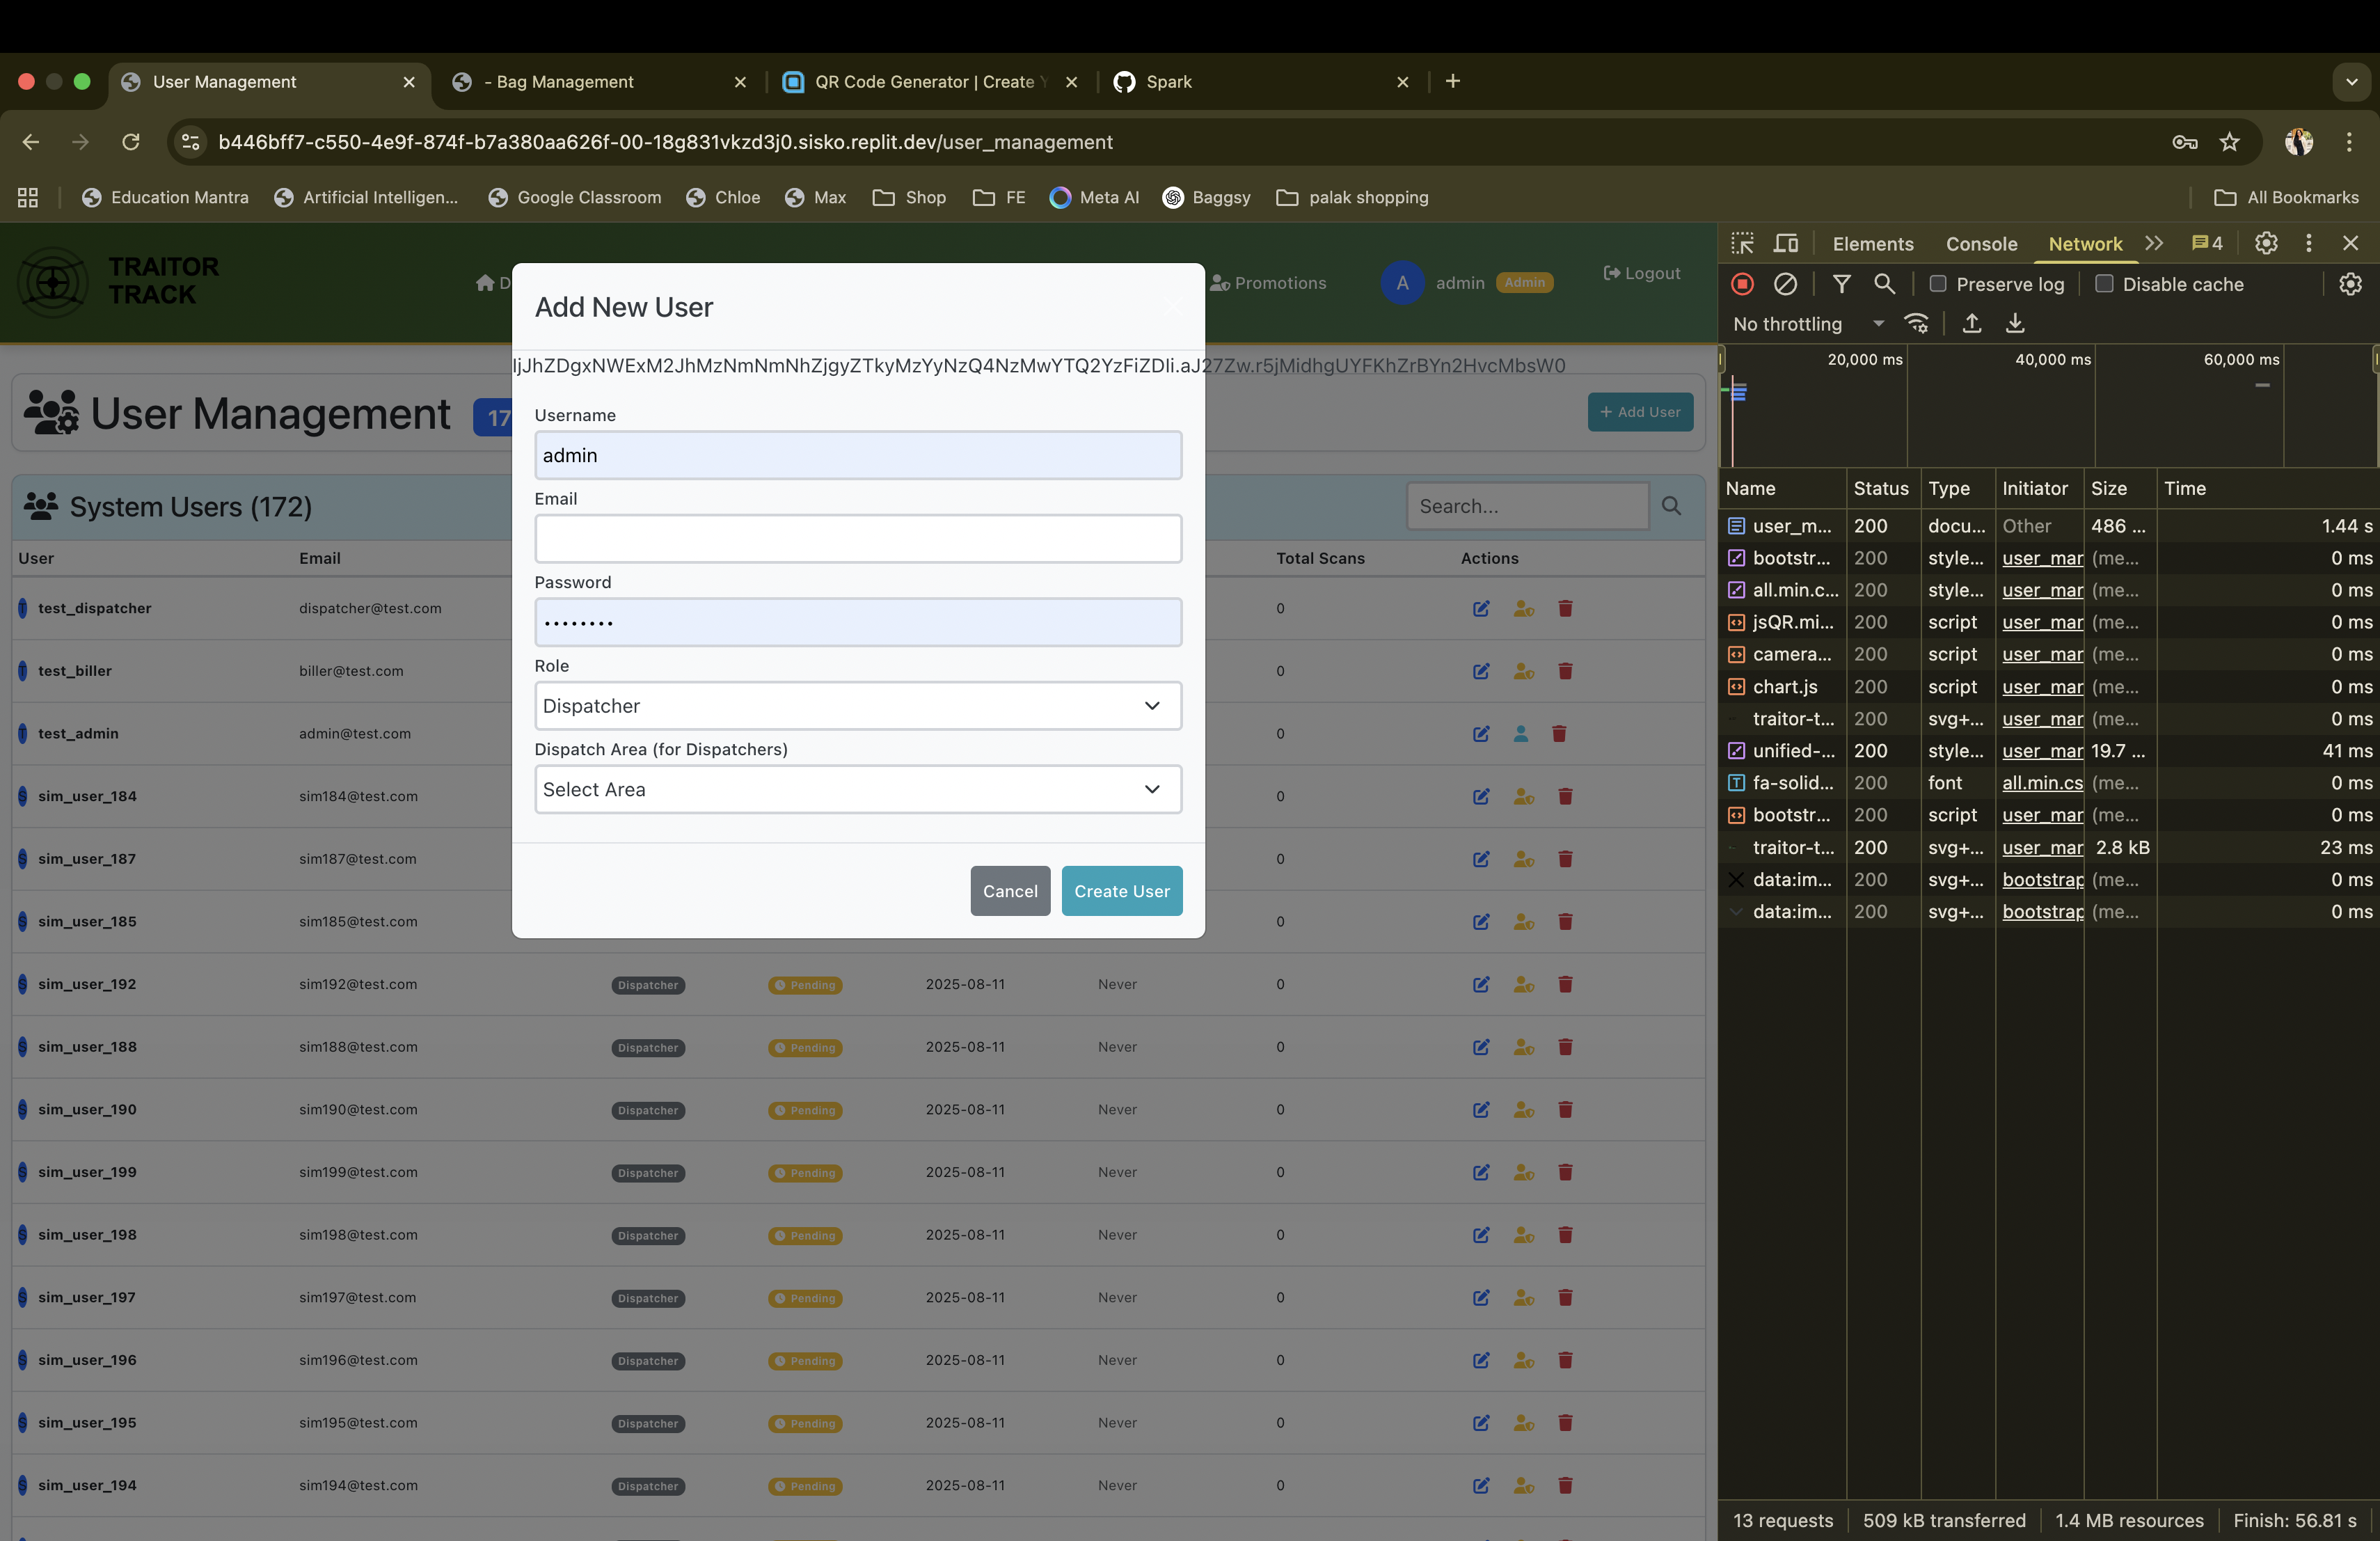 User Management
- Bag Management
QR Code Generator | Create Y
Spark
b446bff7-c550-4e9f-874f-b7a380aa626f-00-18g831vkzd3j0.sisko.replit.dev/user_management
Education Mantra
Artificial Intelligen...
Google Classroom
Chloe
Max
Shop
FE
Meta AI
Baggsy
palak shopping
All Bookmarks
TRAITOR
TRACK
D
Promotions
A
admin
Admin
Logout
Add New User
IjJhZDgxNWExM2JhMzNmNmNhZjgyZTkyMzYyNzQ4NzMwYTQ2YzFiZDli.aJ27Zw.r5jMidhgUYFKhZrBYn2HvcMbsW0
User Management
17
+ Add User
Username
admin
Email
Password
Role
Dispatcher
Dispatch Area (for Dispatchers)
Select Area
Cancel
Create User
System Users (172)
Search...
User Email Total Scans Actions
test_dispatcher dispatcher@test.com 0
test_biller biller@test.com 0
test_admin admin@test.com 0
sim_user_184 sim184@test.com 0
sim_user_187 sim187@test.com 0
sim_user_185 sim185@test.com 0
sim_user_192 sim192@test.com Dispatcher Pending 2025-08-11 Never 0
sim_user_188 sim188@test.com Dispatcher Pending 2025-08-11 Never 0
sim_user_190 sim190@test.com Dispatcher Pending 2025-08-11 Never 0
sim_user_199 sim199@test.com Dispatcher Pending 2025-08-11 Never 0
sim_user_198 sim198@test.com Dispatcher Pending 2025-08-11 Never 0
sim_user_197 sim197@test.com Dispatcher Pending 2025-08-11 Never 0
sim_user_196 sim196@test.com Dispatcher Pending 2025-08-11 Never 0
sim_user_195 sim195@test.com Dispatcher Pending 2025-08-11 Never 0
sim_user_194 sim194@test.com Dispatcher Pending 2025-08-11 Never 0
Elements Console Network 4
Preserve log Disable cache
No throttling
20,000 ms 40,000 ms 60,000 ms
Name Status Type Initiator Size Time
user_m... 200 docu... Other 486 ... 1.44 s
bootstr... 200 style... user_mar (me... 0 ms
all.min.c... 200 style... user_mar (me... 0 ms
jsQR.mi... 200 script user_mar (me... 0 ms
camera... 200 script user_mar (me... 0 ms
chart.js 200 script user_mar (me... 0 ms
traitor-t... 200 svg+... user_mar (me... 0 ms
unified-... 200 style... user_mar 19.7 ... 41 ms
fa-solid... 200 font all.min.cs (me... 0 ms
bootstr... 200 script user_mar (me... 0 ms
traitor-t... 200 svg+... user_mar 2.8 kB 23 ms
data:im... 200 svg+... bootstrap (me... 0 ms
data:im... 200 svg+... bootstrap (me... 0 ms
13 requests 509 kB transferred 1.4 MB resources Finish: 56.81 s